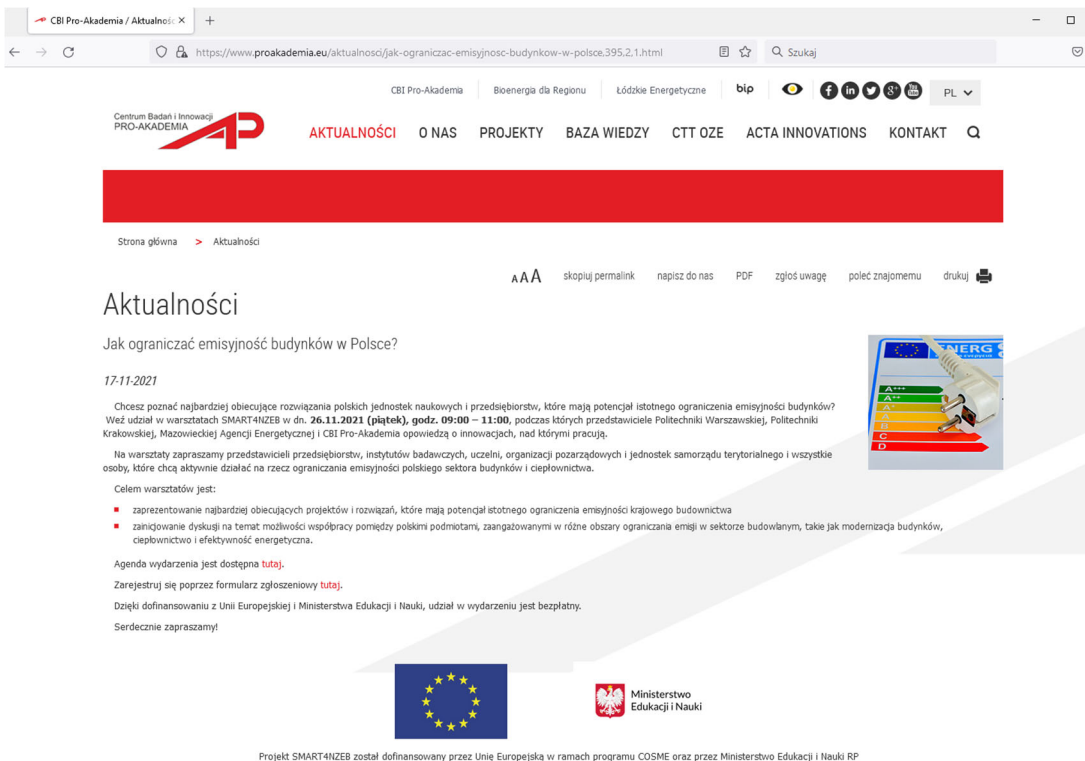 CBI Pro-Akademia / Aktualnośc
https://www.proakademia.eu/aktualnosci/jak-ograniczac-emisyjnosc-budynkow-w-polsce,395,2,1.html
Szukaj
CBI Pro-Akademia
Bioenergia dla Regionu
Łódzkie Energetyczne
bip
PL
Centrum Badań i Innowacji
PRO-AKADEMIA
AKTUALNOŚCI O NAS PROJEKTY BAZA WIEDZY CTT OZE ACTA INNOVATIONS KONTAKT
Strona główna > Aktualności
AAA skopiuj permalink napisz do nas PDF zgłoś uwagę poleć znajomemu drukuj
Aktualności
Jak ograniczać emisyjność budynków w Polsce?
17-11-2021
Chcesz poznać najbardziej obiecujące rozwiązania polskich jednostek naukowych i przedsiębiorstw, które mają potencjał istotnego ograniczenia emisyjności budynków?
Weź udział w warsztatach SMART4NZEB w dn. 26.11.2021 (piątek), godz. 09:00 – 11:00, podczas których przedstawiciele Politechniki Warszawskiej, Politechniki
Krakowskiej, Mazowieckiej Agencji Energetycznej i CBI Pro-Akademia opowiedzą o innowacjach, nad którymi pracują.
Na warsztaty zapraszamy przedstawicieli przedsiębiorstw, instytutów badawczych, uczelni, organizacji pozarządowych i jednostek samorządu terytorialnego i wszystkie
osoby, które chcą aktywnie działać na rzecz ograniczania emisyjności polskiego sektora budynków i ciepłownictwa.
Celem warsztatów jest:
zaprezentowanie najbardziej obiecujących projektów i rozwiązań, które mają potencjał istotnego ograniczenia emisyjności krajowego budownictwa
zainicjowanie dyskusji na temat możliwości współpracy pomiędzy polskimi podmiotami, zaangażowanymi w różne obszary ograniczania emisji w sektorze budowlanym, takie jak modernizacja budynków,
ciepłownictwo i efektywność energetyczna.
Agenda wydarzenia jest dostępna tutaj.
Zarejestruj się poprzez formularz zgłoszeniowy tutaj.
Dzięki dofinansowaniu z Unii Europejskiej i Ministerstwa Edukacji i Nauki, udział w wydarzeniu jest bezpłatny.
Serdecznie zapraszamy!
ENERG
A+++
A++
A+
A
B
C
D
Ministerstwo
Edukacji i Nauki
Projekt SMART4NZEB został dofinansowany przez Unię Europejską w ramach programu COSME oraz przez Ministerstwo Edukacji i Nauki RP